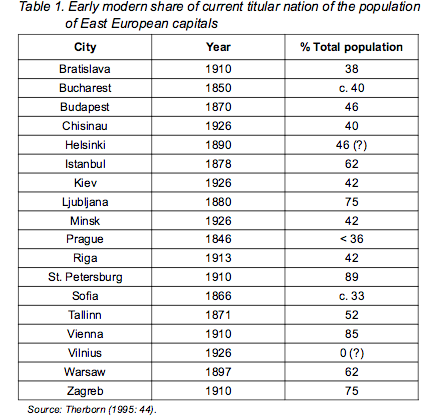 Table 1. Early modern share of current titular nation of the population
of East European capitals
City Year % Total population
Bratislava 1910 38
Bucharest 1850 c. 40
Budapest 1870 46
Chisinau 1926 40
Helsinki 1890 46 (?)
Istanbul 1878 62
Kiev 1926 42
Ljubljana 1880 75
Minsk 1926 42
Prague 1846 < 36
Riga 1913 42
St. Petersburg 1910 89
Sofia 1866 c. 33
Tallinn 1871 52
Vienna 1910 85
Vilnius 1926 0 (?)
Warsaw 1897 62
Zagreb 1910 75
Source: Therborn (1995: 44).